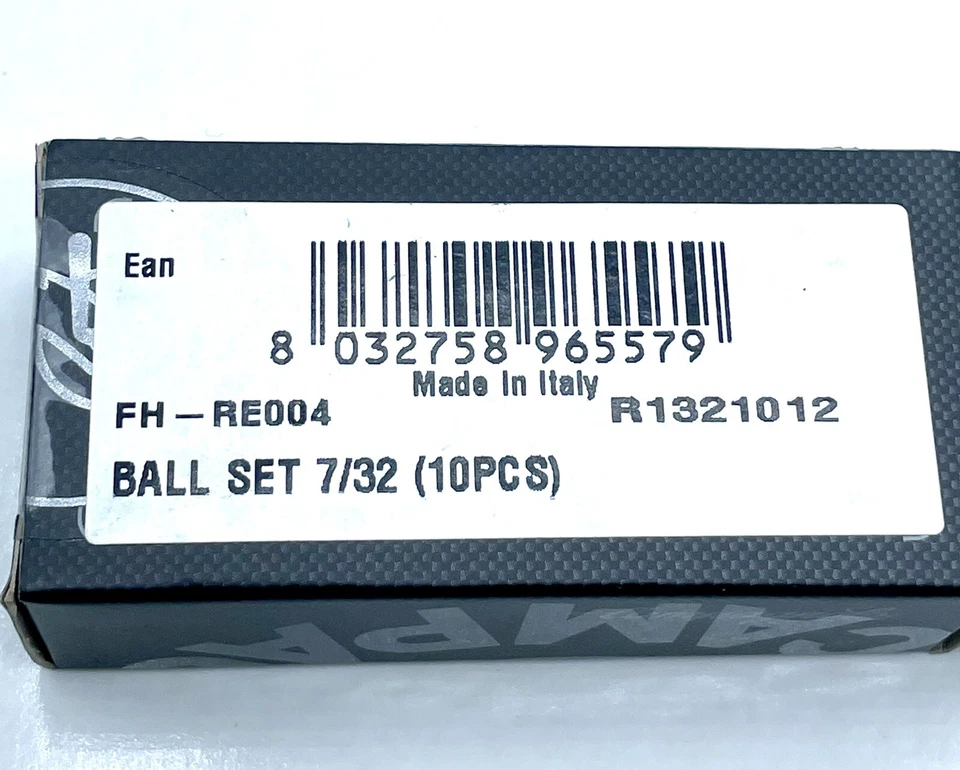 Ean
8 032758 965579
Made In Italy
FH-RE004 R1321012
BALL SET 7/32 (10PCS)
CAMPA